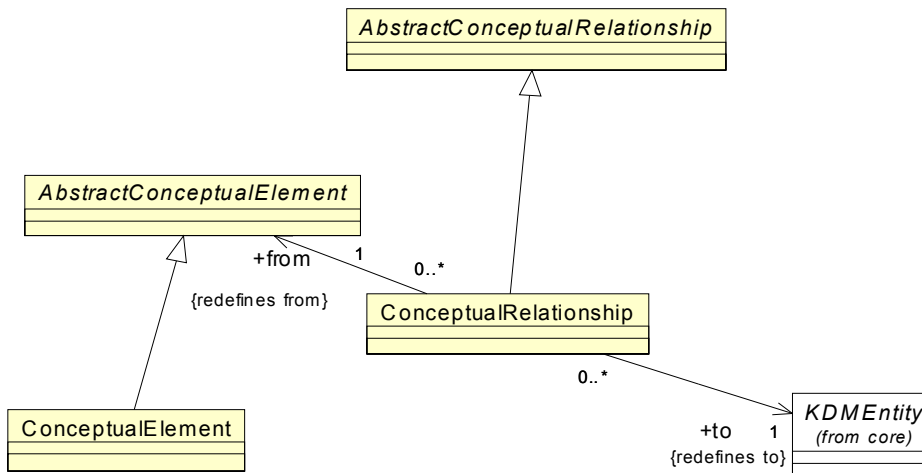 AbstractConceptualRelationship
AbstractConceptualElement
+from 1 0..*
{redefines from}
ConceptualRelationship
0..*
ConceptualElement
KDMEntity
(from core)
+to 1
{redefines to}